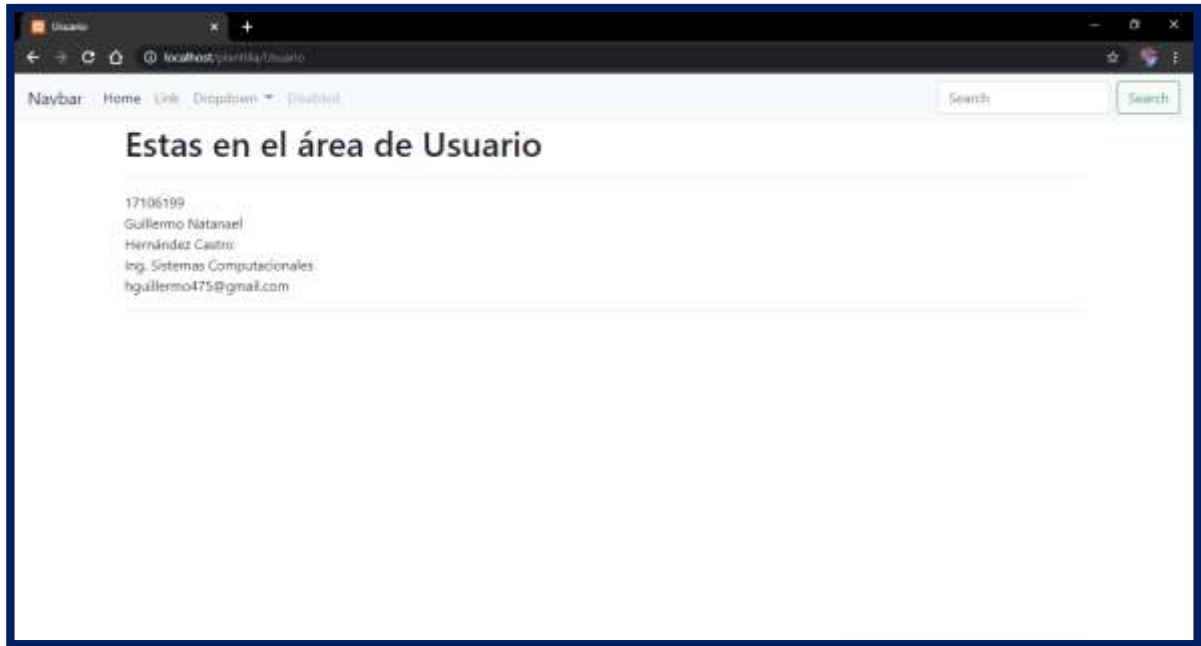 Usuario
localhost/plantilla/Usuario
Navbar Home Link Dropdown Disabled Search Search
Estas en el área de Usuario
17106199
Guillermo Natanael
Hernández Castro
Ing. Sistemas Computacionales
hguillermo475@gmail.com